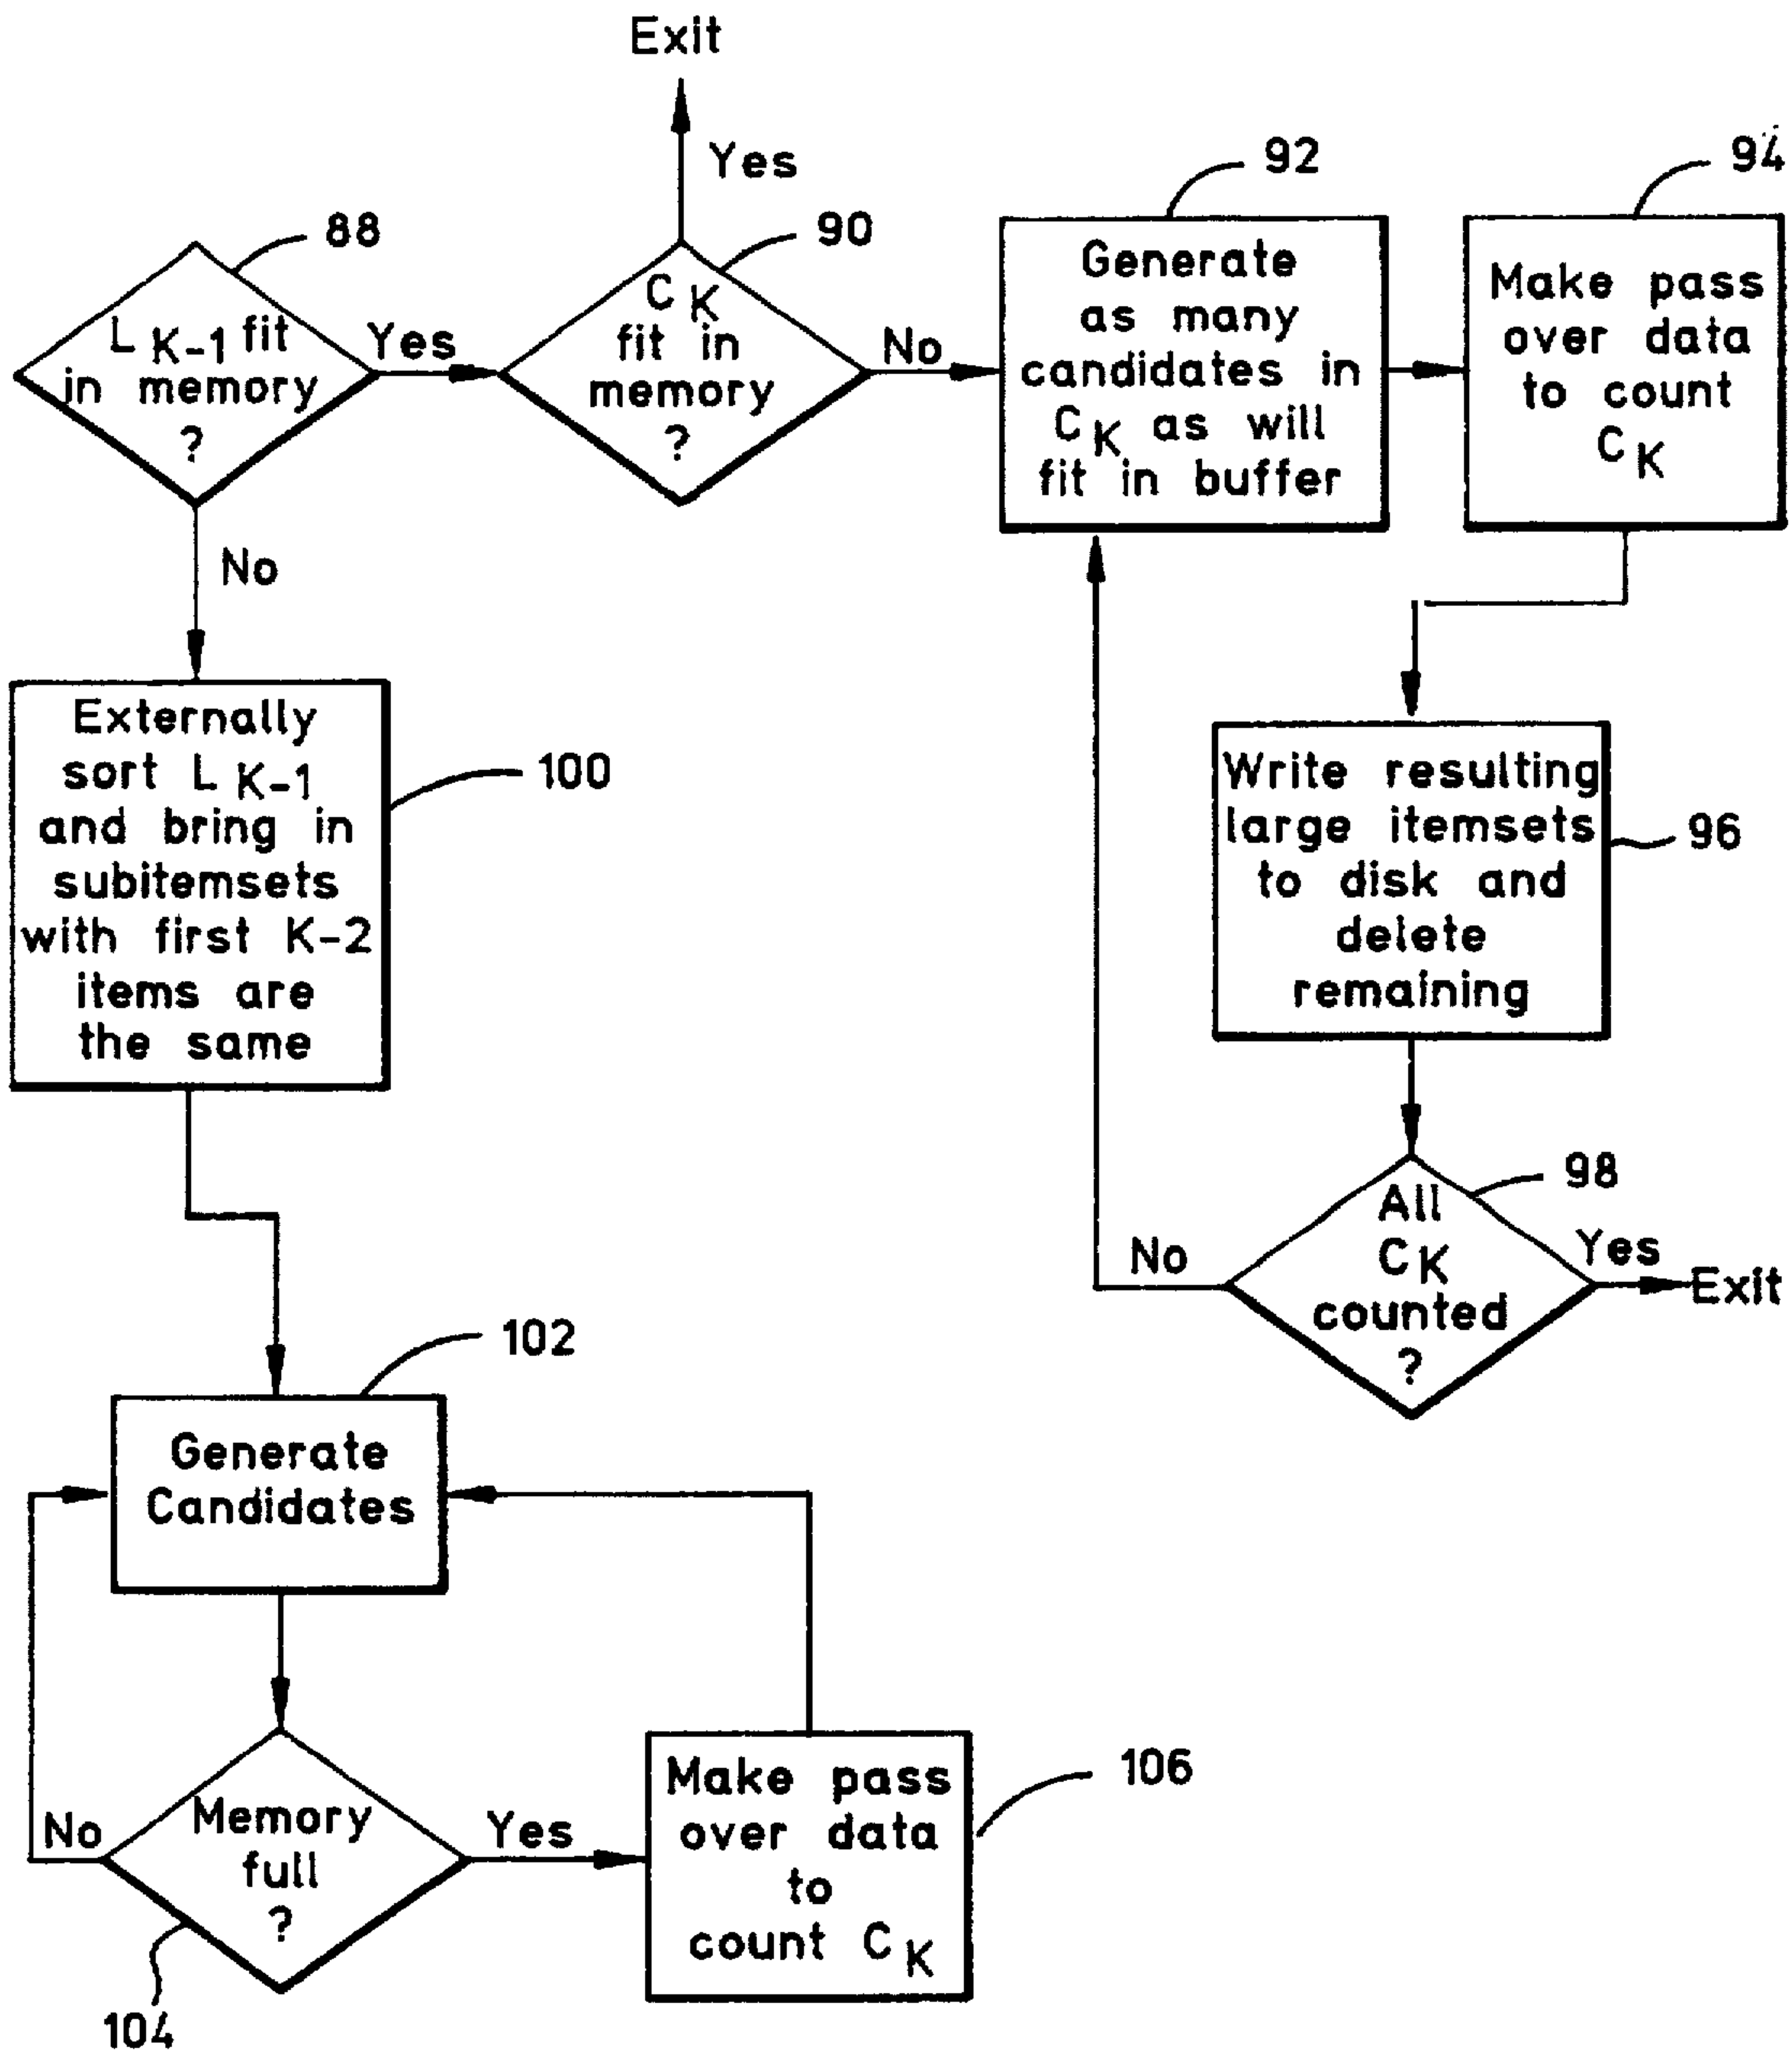 Exit
Yes
88
L K-1 fit
in memory
?
Yes
No
90
C K
fit in
memory
?
No
92
Generate
as many
candidates in
C K as will
fit in buffer
94
Make pass
over data
to count
C K
Write resulting
large itemsets
to disk and
delete
remaining
96
98
All
C K
counted
?
No
Yes
Exit
Externally
sort L K-1
and bring in
subitemsets
with first K-2
items are
the same
100
102
Generate
Candidates
Memory
full
?
No
Yes
104
Make pass
over data
to
count C K
106